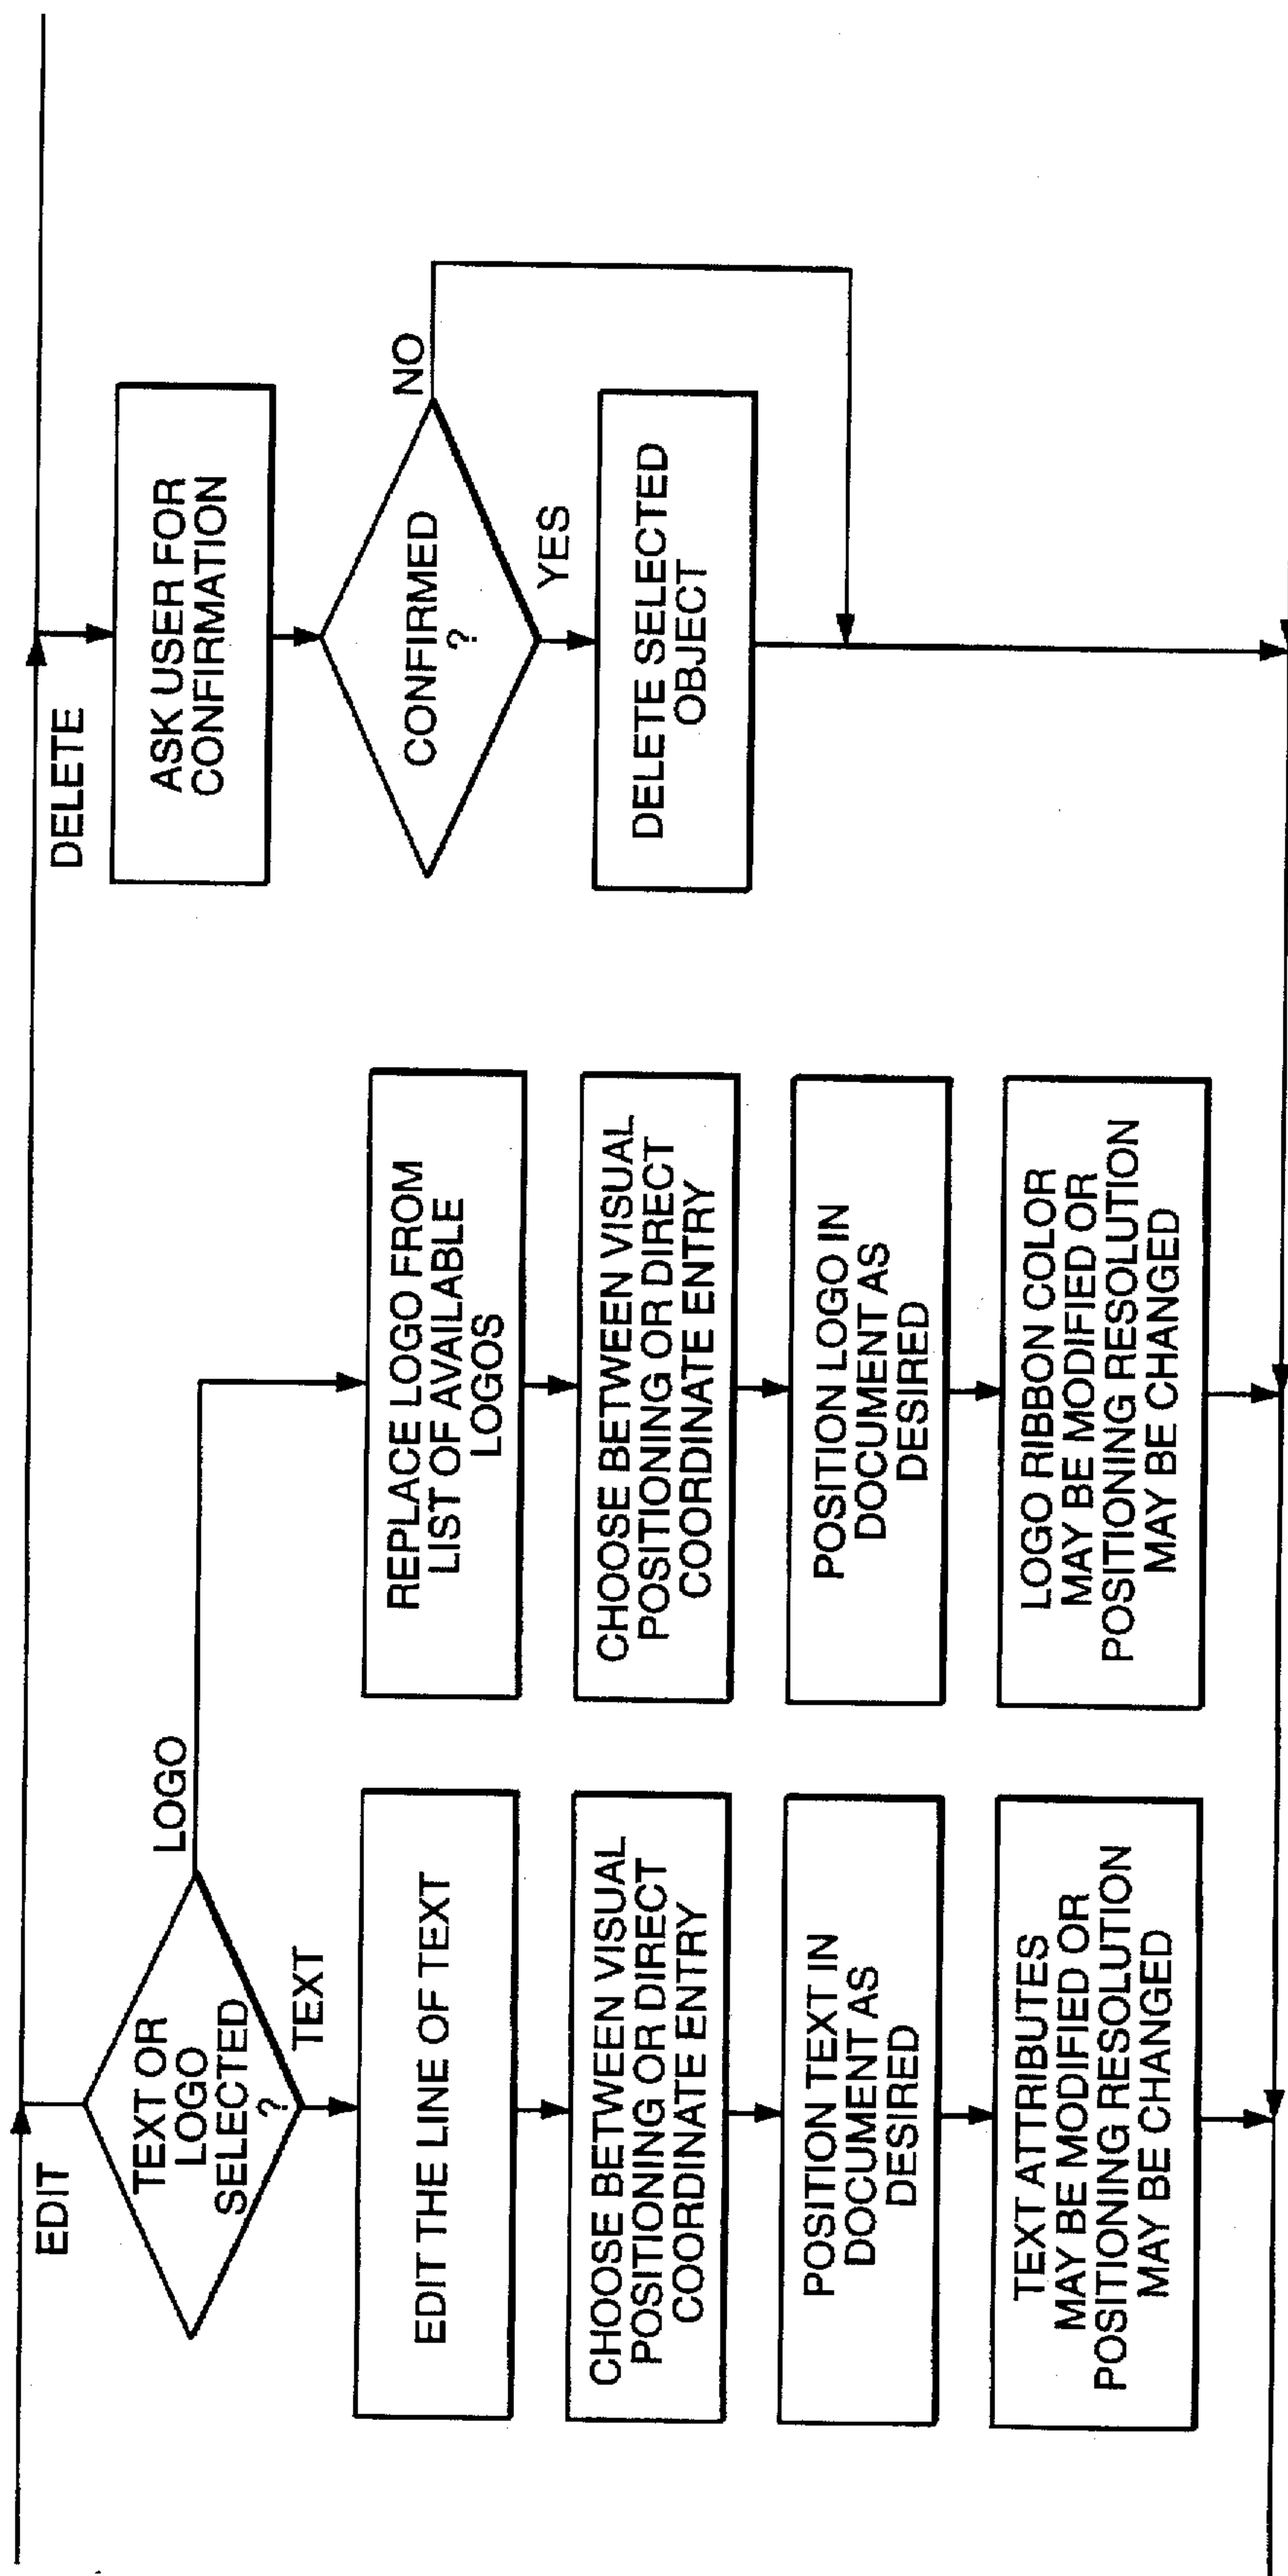 EDIT
TEXT OR
LOGO
SELECTED
?
LOGO
TEXT
EDIT THE LINE OF TEXT
CHOOSE BETWEEN VISUAL
POSITIONING OR DIRECT
COORDINATE ENTRY
POSITION TEXT IN
DOCUMENT AS
DESIRED
TEXT ATTRIBUTES
MAY BE MODIFIED OR
POSITIONING RESOLUTION
MAY BE CHANGED
REPLACE LOGO FROM
LIST OF AVAILABLE
LOGOS
CHOOSE BETWEEN VISUAL
POSITIONING OR DIRECT
COORDINATE ENTRY
POSITION LOGO IN
DOCUMENT AS
DESIRED
LOGO RIBBON COLOR
MAY BE MODIFIED OR
POSITIONING RESOLUTION
MAY BE CHANGED
DELETE
ASK USER FOR
CONFIRMATION
CONFIRMED
?
NO
YES
DELETE SELECTED
OBJECT